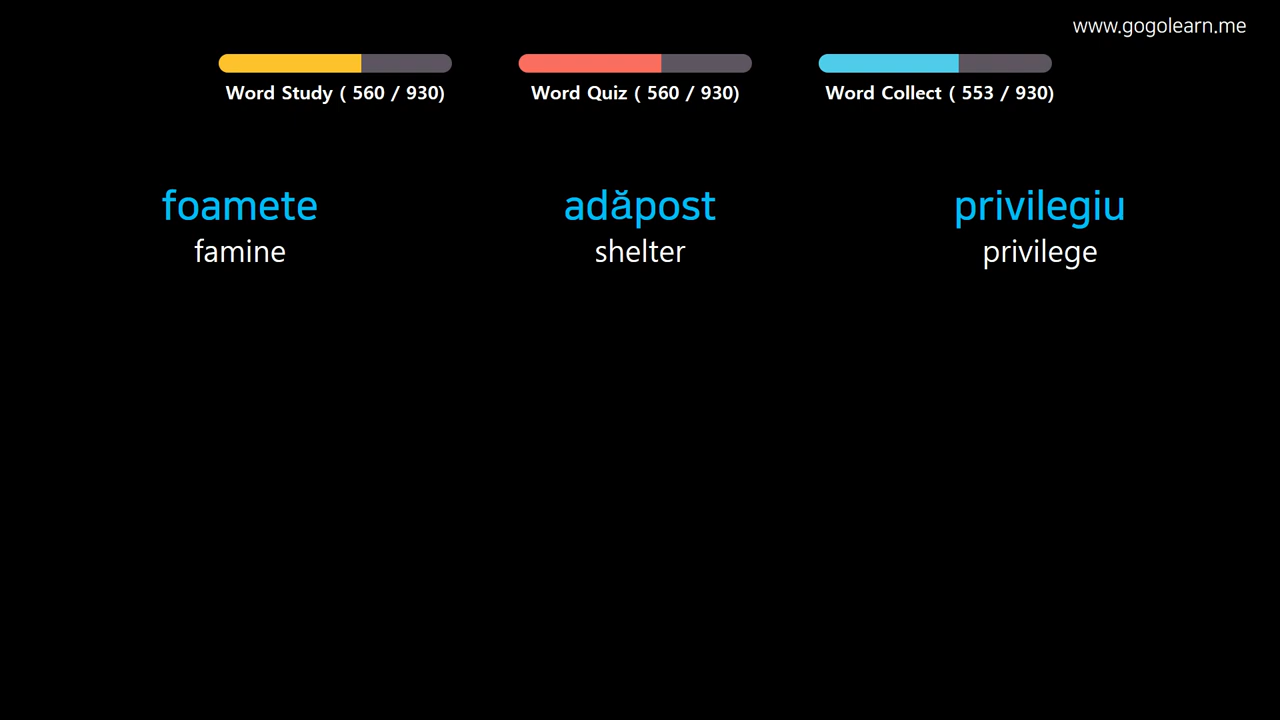 www.gogolearn.me
Word Study ( 560 / 930) Word Quiz ( 560 / 930) Word Collect ( 553 / 930)
foamete adăpost privilegiu
famine shelter privilege